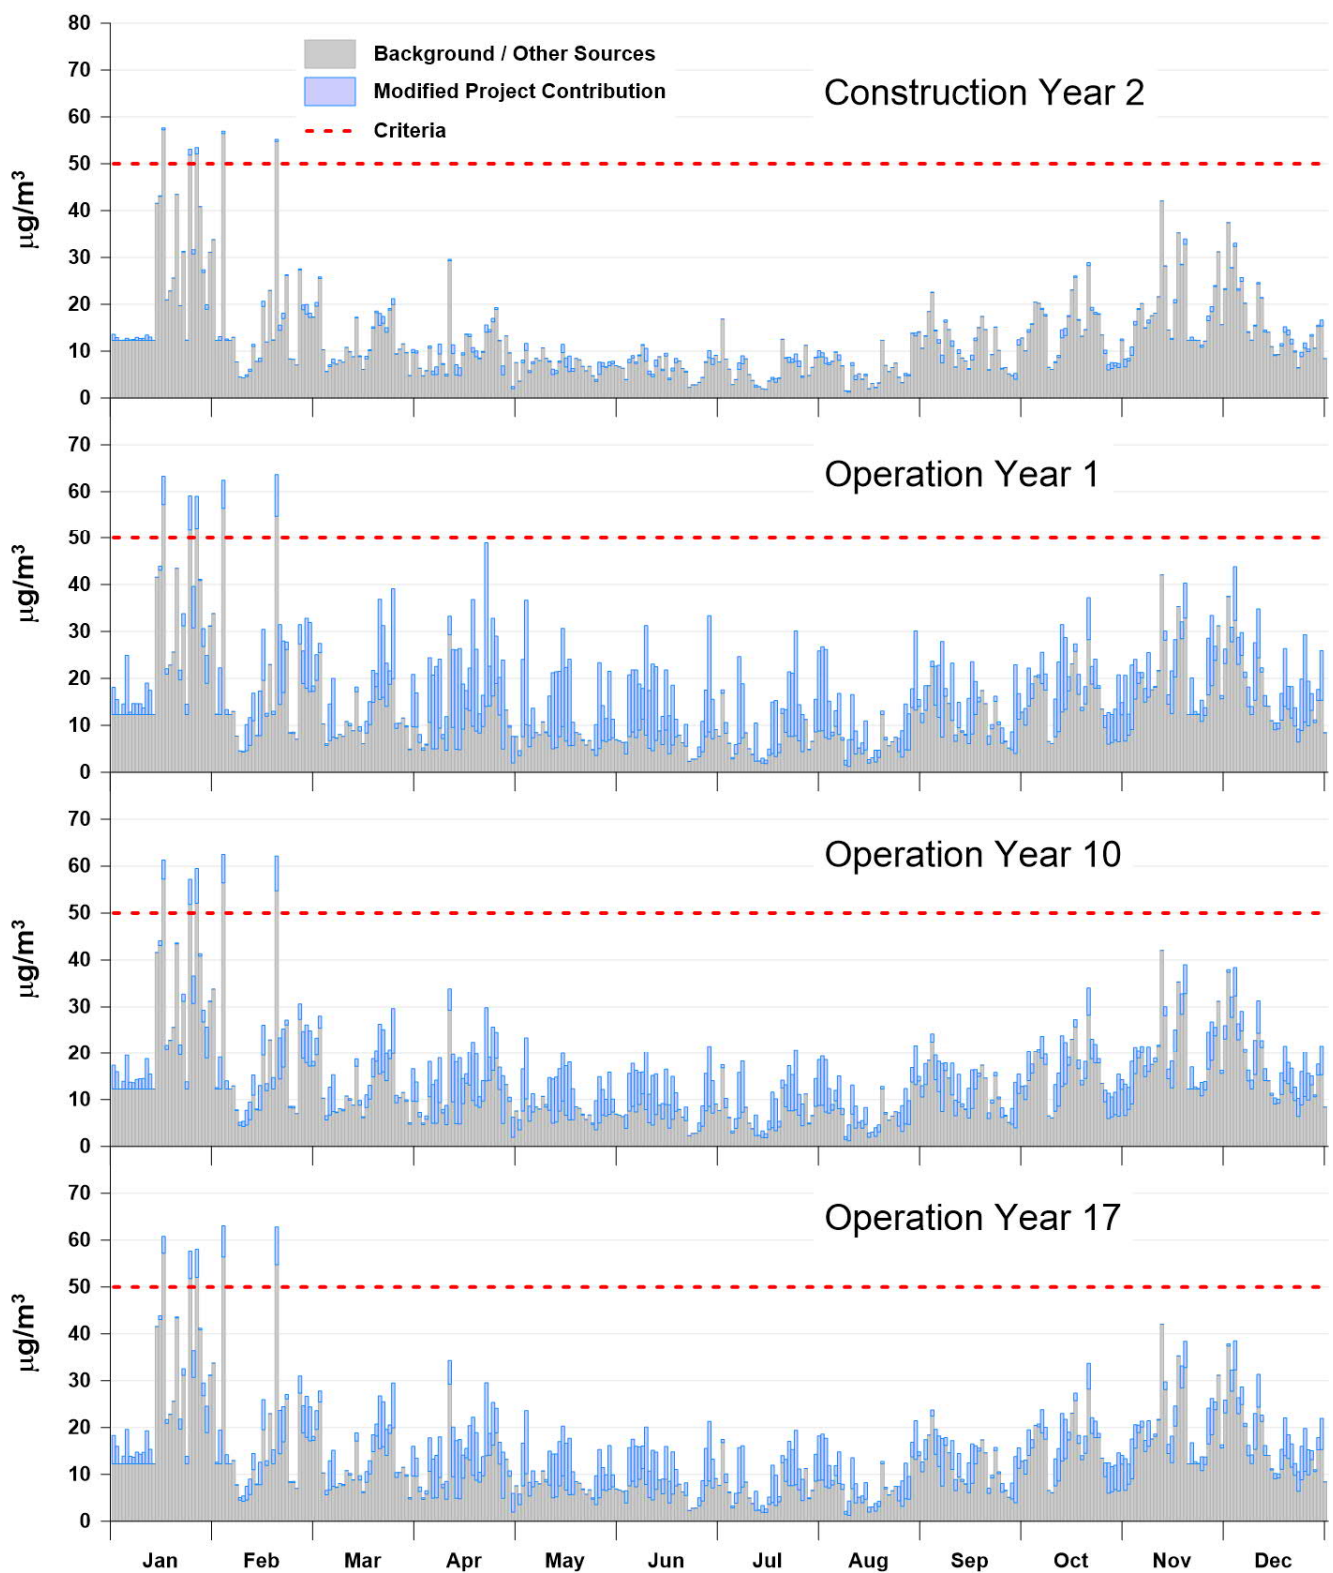 80
70
60
50
40
30
20
10
0
µg/m³
Background / Other Sources
Modified Project Contribution
Criteria
Construction Year 2
70
60
50
40
30
20
10
0
µg/m³
Operation Year 1
70
60
50
40
30
20
10
0
µg/m³
Operation Year 10
70
60
50
40
30
20
10
0
µg/m³
Operation Year 17
Jan Feb Mar Apr May Jun Jul Aug Sep Oct Nov Dec